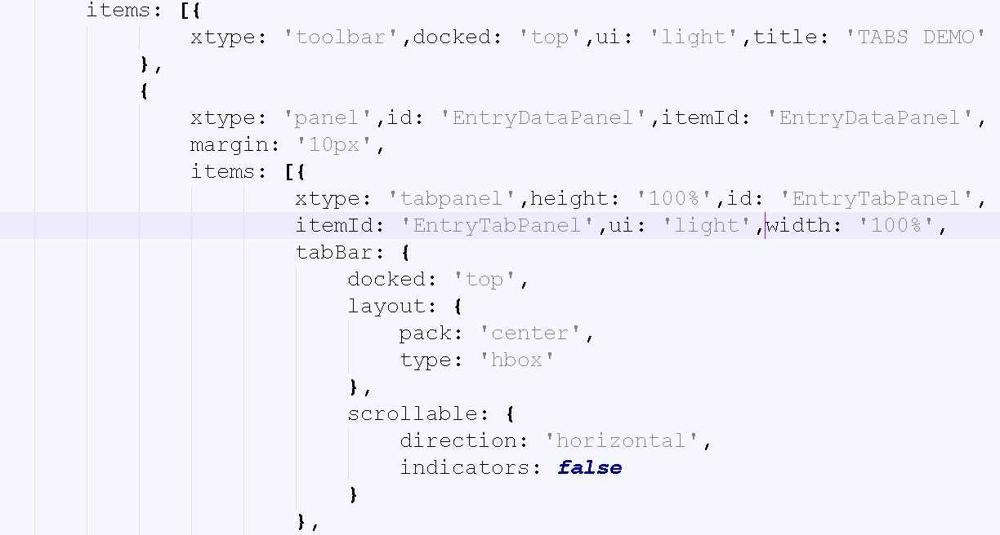 items: [{
xtype: 'toolbar',docked: 'top',ui: 'light',title: 'TABS DEMO'
},
{
xtype: 'panel',id: 'EntryDataPanel',itemId: 'EntryDataPanel',
margin: '10px',
items: [{
xtype: 'tabpanel',height: '100%',id: 'EntryTabPanel',
itemId: 'EntryTabPanel',ui: 'light',width: '100%',
tabBar: {
docked: 'top',
layout: {
pack: 'center',
type: 'hbox'
},
scrollable: {
direction: 'horizontal',
indicators: false
}
},